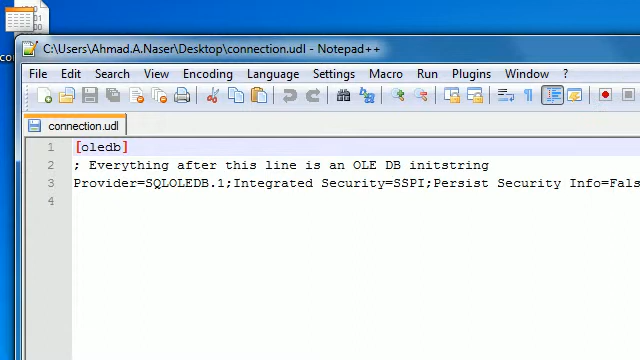 C:\Users\Ahmad.A.Naser\Desktop\connection.udl - Notepad++
File Edit Search View Encoding Language Settings Macro Run Plugins Window ?
connection.udl
1 [oledb]
2 ; Everything after this line is an OLE DB initstring
3 Provider=SQLOLEDB.1;Integrated Security=SSPI;Persist Security Info=Fals
4